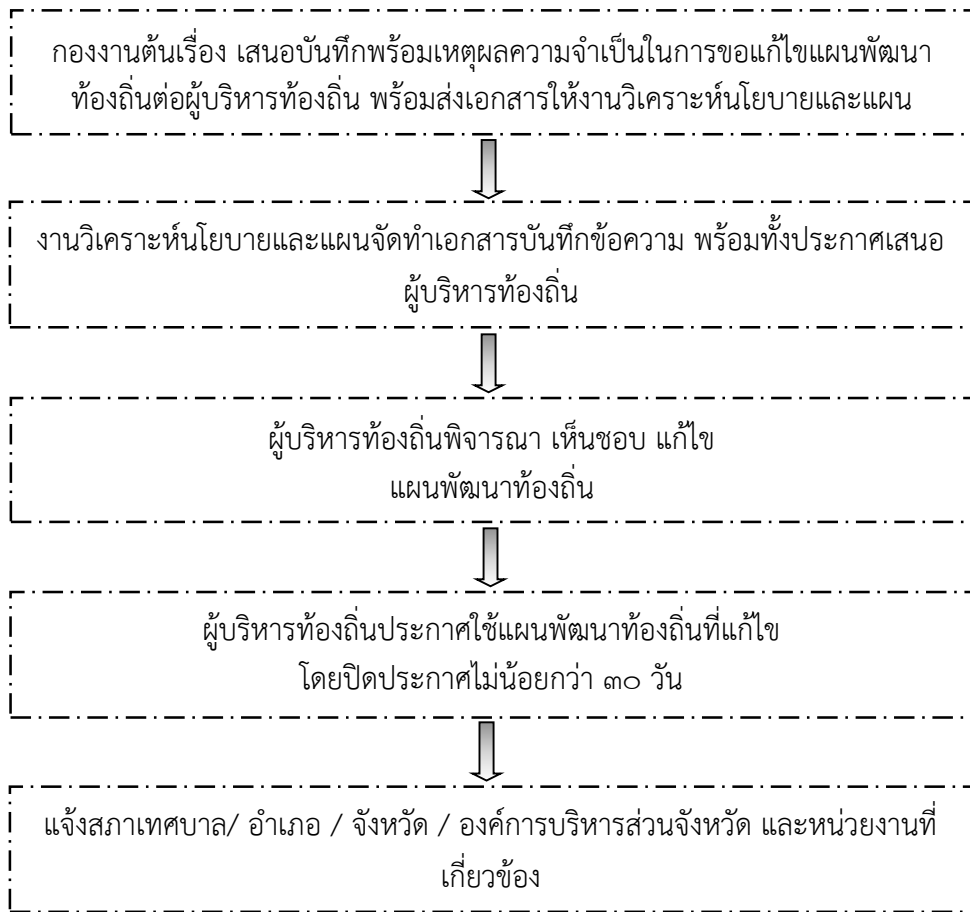 กองงานต้นเรื่อง เสนอบันทึกพร้อมเหตุผลความจำเป็นในการขอแก้ไขแผนพัฒนา
ท้องถิ่นต่อผู้บริหารท้องถิ่น พร้อมส่งเอกสารให้งานวิเคราะห์นโยบายและแผน
งานวิเคราะห์นโยบายและแผนจัดทำเอกสารบันทึกข้อความ พร้อมทั้งประกาศเสนอ
ผู้บริหารท้องถิ่น
ผู้บริหารท้องถิ่นพิจารณา เห็นชอบ แก้ไข
แผนพัฒนาท้องถิ่น
ผู้บริหารท้องถิ่นประกาศใช้แผนพัฒนาท้องถิ่นที่แก้ไข
โดยปิดประกาศไม่น้อยกว่า ๓๐ วัน
แจ้งสภาเทศบาล/ อำเภอ / จังหวัด / องค์การบริหารส่วนจังหวัด และหน่วยงานที่
เกี่ยวข้อง